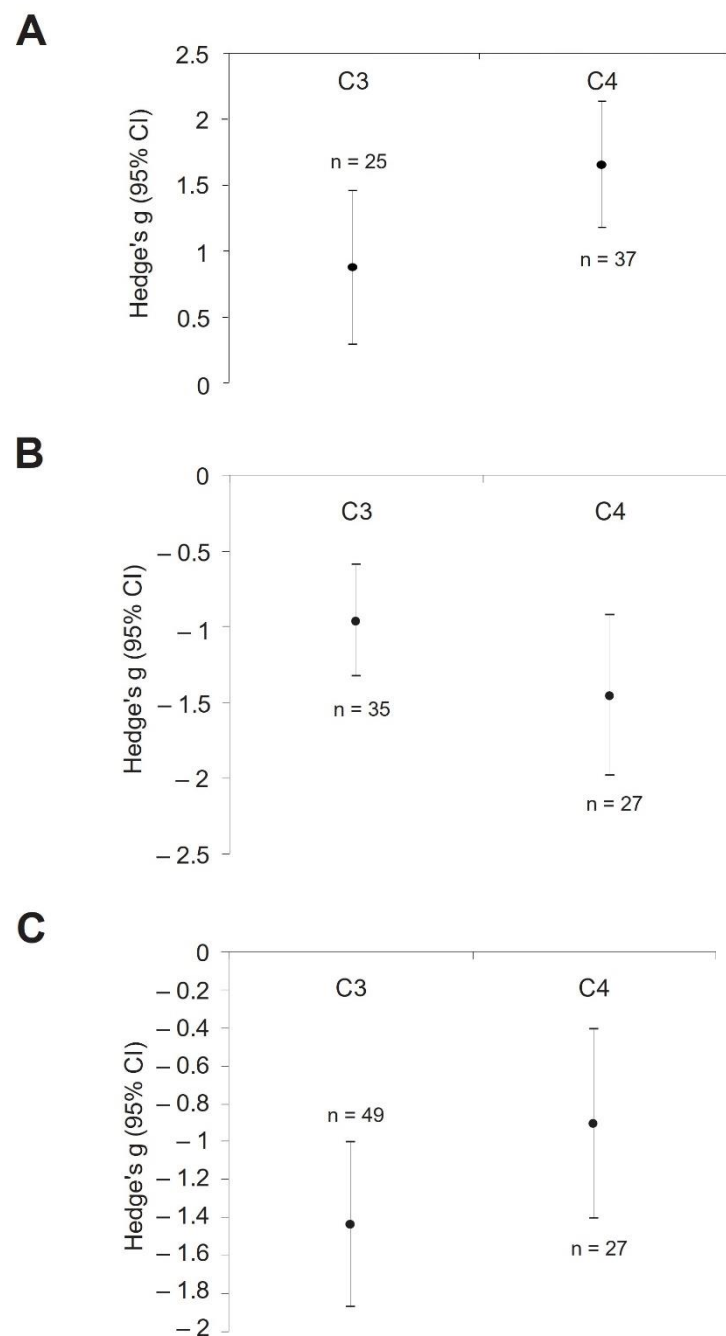 A
2.5
C3 C4
2
n = 25
1.5
1
n = 37
0.5
0
Hedge's g (95% CI)
B
0
C3 C4
– 0.5
– 1
– 1.5
n = 35
– 2
n = 27
– 2.5
Hedge's g (95% CI)
C
0
C3 C4
– 0.2
– 0.4
– 0.6
– 0.8
n = 49
– 1
– 1.2
– 1.4
n = 27
– 1.6
– 1.8
– 2
Hedge's g (95% CI)